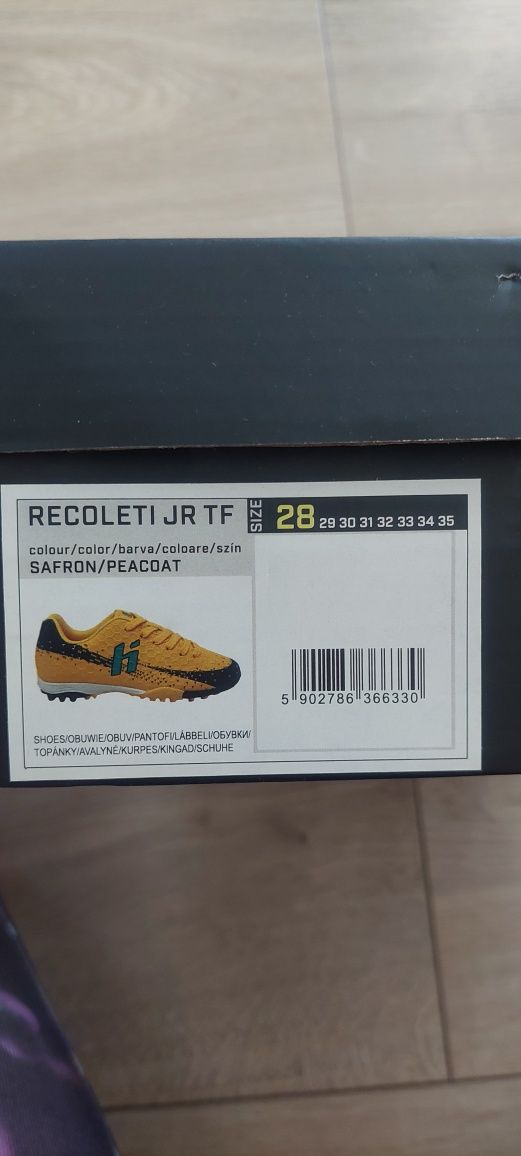 RECOLETI JR TF
SIZE 28 29 30 31 32 33 34 35
colour/color/barva/coloare/szín
SAFRON/PEACOAT
5 902786 366330
SHOES/OBUWIE/OBUV/PANTOFI/LÁBBELI/ОБУВКИ/
TOPÁNKY/AVALYNĖ/KURPES/KINGAD/SCHUHE